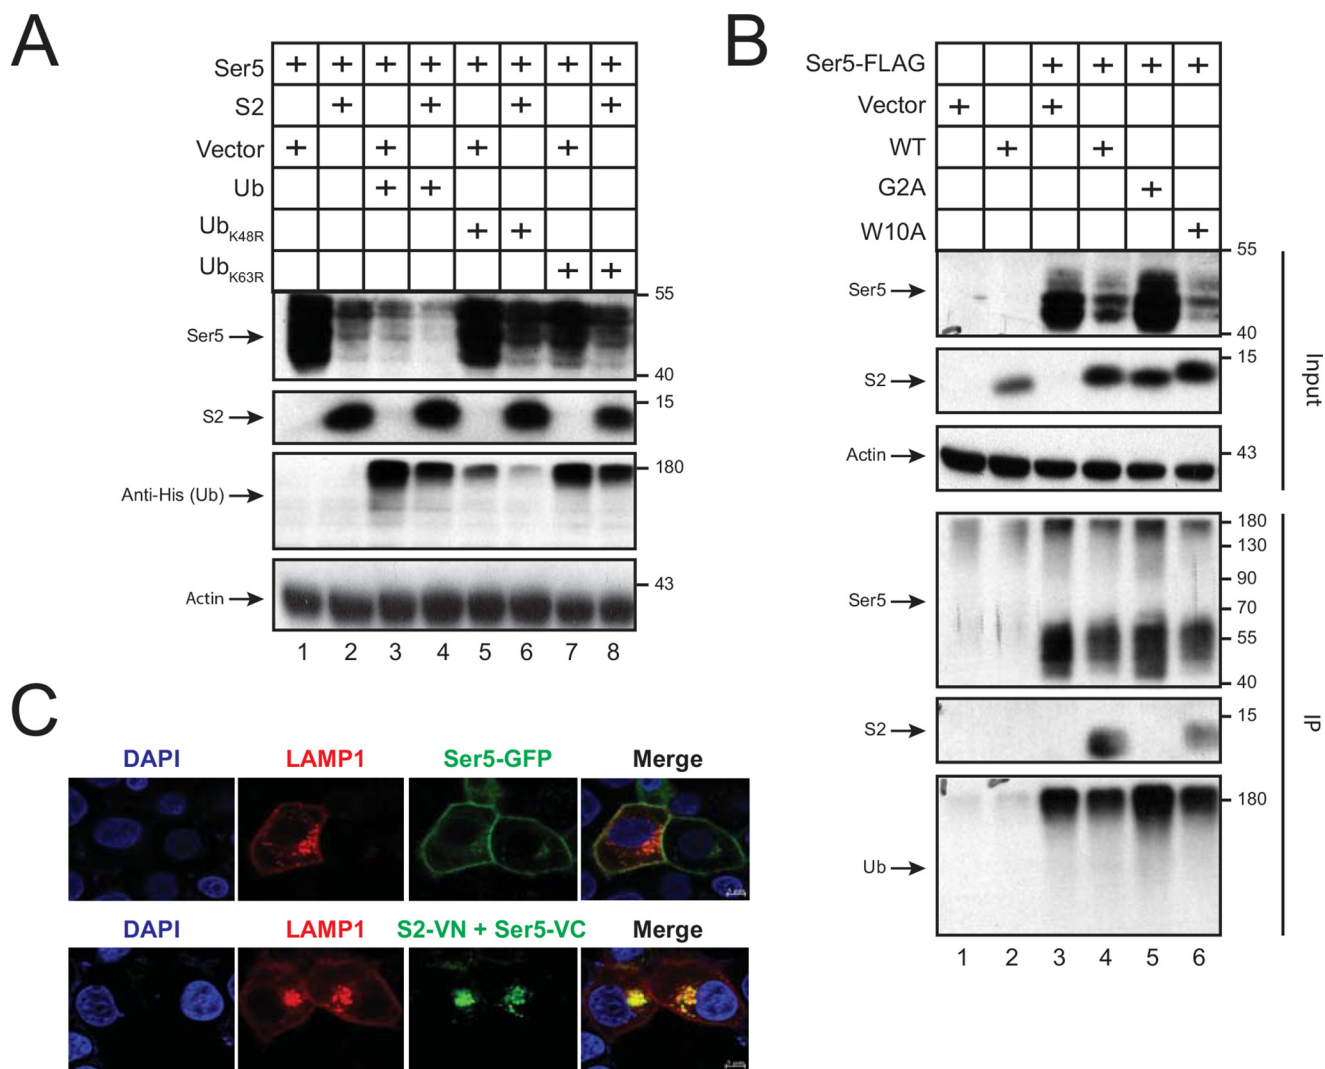 A
Ser5 + + + + + + + +
S2 + + + +
Vector + + + +
Ub + +
UbK48R + +
UbK63R + +
Ser5 55
40
S2 15
Anti-His (Ub) 180
Actin 43
1 2 3 4 5 6 7 8
B
Ser5-FLAG + + + +
Vector + +
WT + +
G2A +
W10A +
55
Ser5
40
S2 15
Actin 43
Input
180
130
90
Ser5 70
55
40
S2 15
180
Ub
IP
1 2 3 4 5 6
C
DAPI LAMP1 Ser5-GFP Merge
DAPI LAMP1 S2-VN + Ser5-VC Merge